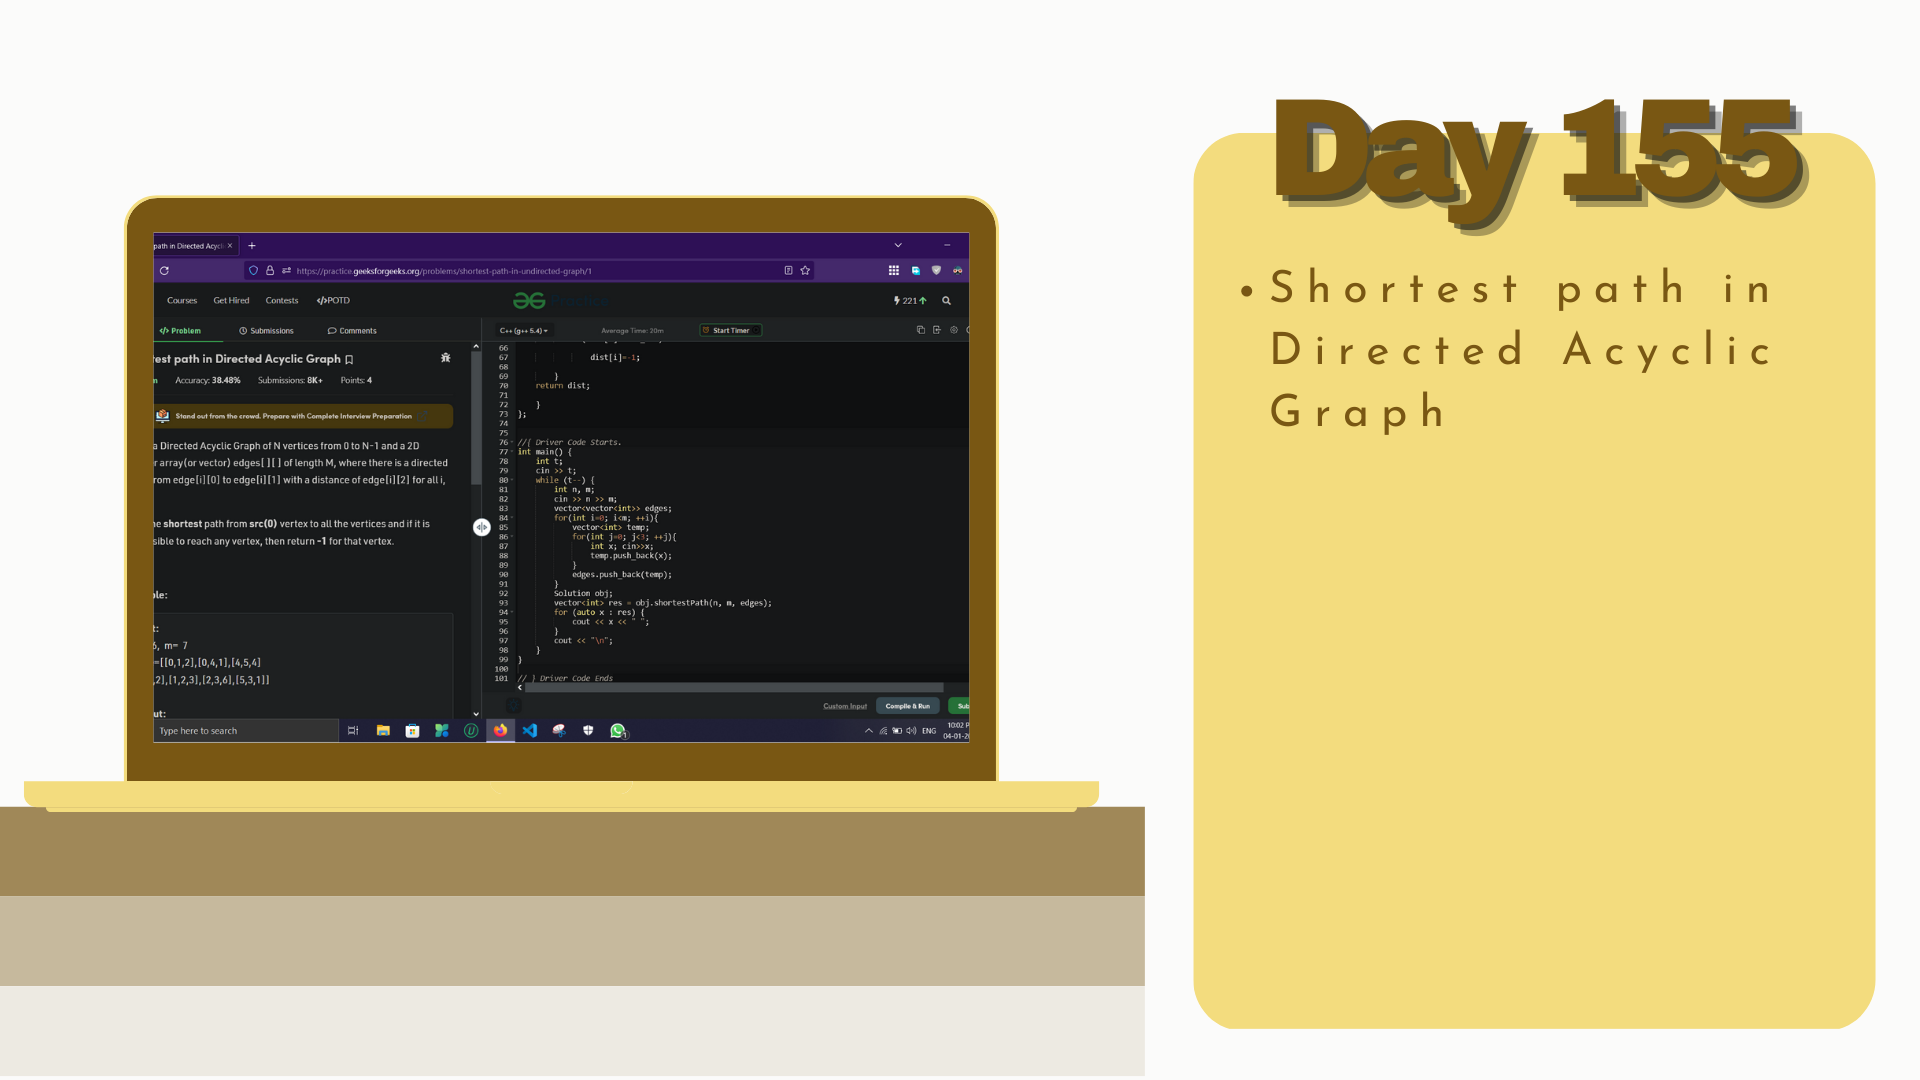 Day 155
• Shortest path in
Directed Acyclic
Graph
path in Directed Acycl
https://practice.geeksforgeeks.org/problems/shortest-path-in-undirected-graph/1
Courses Get Hired Contests </>POTD
221
</> Problem Submissions Comments
C++ (g++ 5.4) Average Time: 20m Start Timer
test path in Directed Acyclic Graph
Accuracy: 38.48% Submissions: 8K+ Points: 4
Stand out from the crowd. Prepare with Complete Interview Preparation
a Directed Acyclic Graph of N vertices from 0 to N-1 and a 2D
r array(or vector) edges[ ][ ] of length M, where there is a directed
rom edge[i][0] to edge[i][1] with a distance of edge[i][2] for all i,
he shortest path from src(0) vertex to all the vertices and if it is
sible to reach any vertex, then return -1 for that vertex.
ple:
t:
6, m= 7
=[[0,1,2],[0,4,1],[4,5,4]
,2],[1,2,3],[2,3,6],[5,3,1]]
ut:
66
67 dist[i]=-1;
68
69 }
70 return dist;
71
72 }
73 };
74
75
76 //{ Driver Code Starts.
77 int main() {
78 int t;
79 cin >> t;
80 while (t--) {
81 int n, m;
82 cin >> n >> m;
83 vector<vector<int>> edges;
84 for(int i=0; i<m; ++i){
85 vector<int> temp;
86 for(int j=0; j<3; ++j){
87 int x; cin>>x;
88 temp.push_back(x);
89 }
90 edges.push_back(temp);
91 }
92 Solution obj;
93 vector<int> res = obj.shortestPath(n, m, edges);
94 for (auto x : res) {
95 cout << x << " ";
96 }
97 cout << "\n";
98 }
99 }
100
101 // } Driver Code Ends
Custom Input Compile & Run Sub
Type here to search
ENG
10:02 P
04-01-2